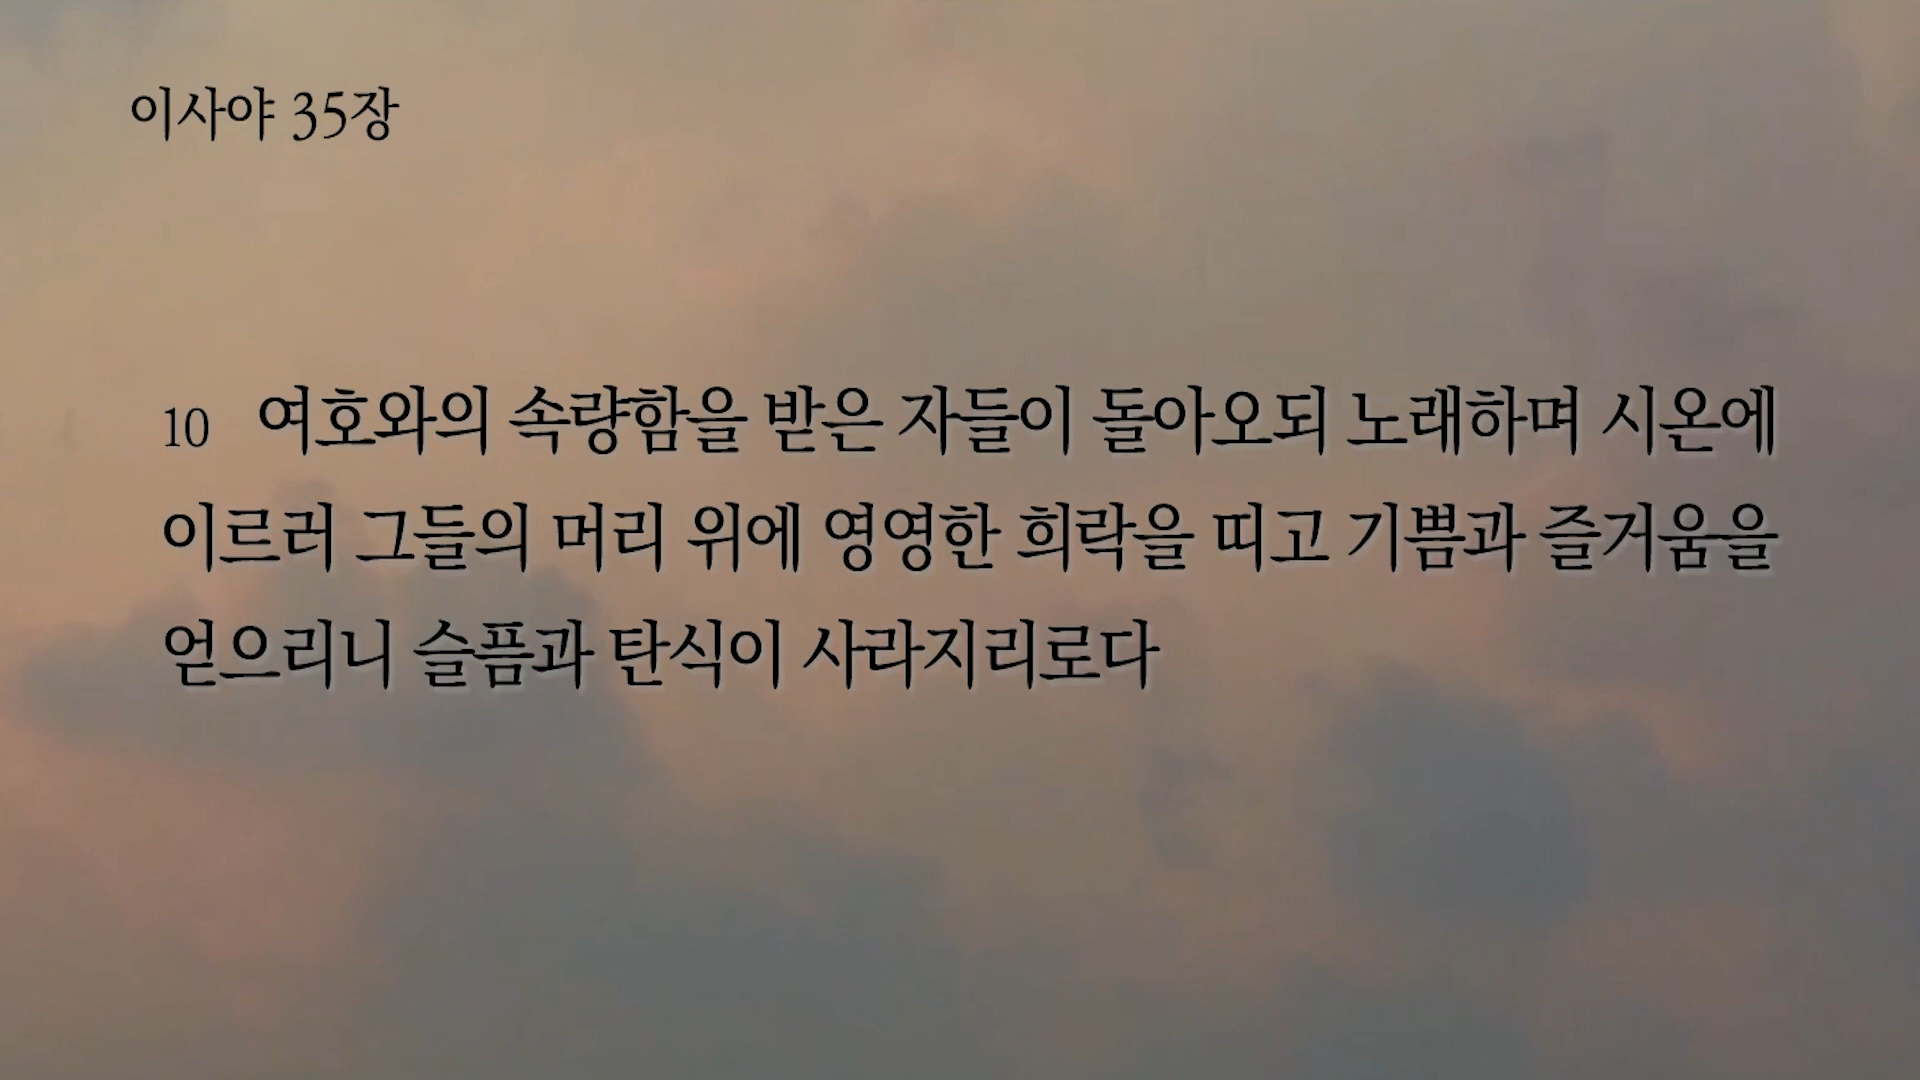 이사야 35장
10 여호와의 속량함을 받은 자들이 돌아오되 노래하며 시온에
이르러 그들의 머리 위에 영영한 희락을 띠고 기쁨과 즐거움을
얻으리니 슬픔과 탄식이 사라지리로다